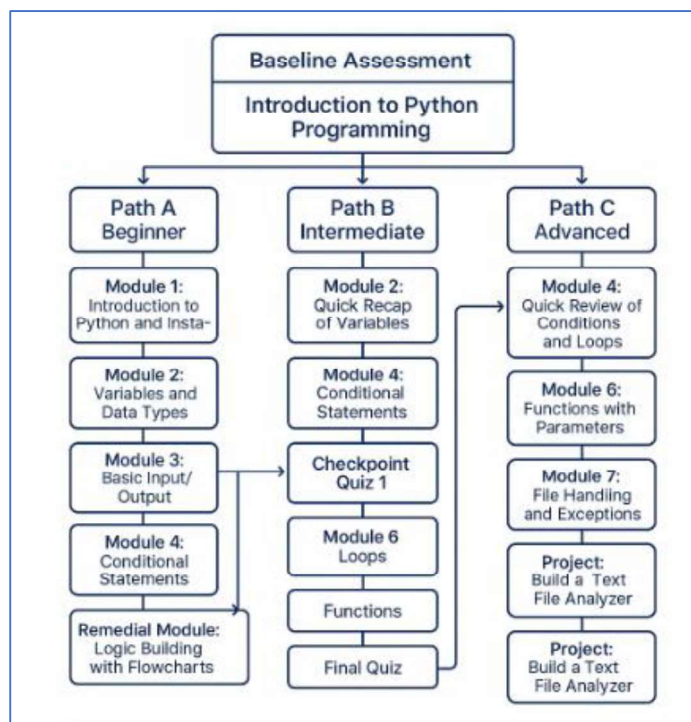 Baseline Assessment
Introduction to Python
Programming
Path A
Beginner
Module 1:
Introduction to
Python and Insta-
Module 2:
Variables and
Data Types
Module 3:
Basic Input/
Output
Module 4:
Conditional
Statements
Remedial Module:
Logic Building
with Flowcharts
Path B
Intermediate
Module 2:
Quick Recap
of Variables
Module 4:
Conditional
Statements
Checkpoint
Quiz 1
Module 6
Loops
Functions
Final Quiz
Path C
Advanced
Module 4:
Quick Review of
Conditions
and Loops
Module 6:
Functions with
Parameters
Module 7:
File Handling
and Exceptions
Project:
Build a Text
File Analyzer
Project:
Build a Text
File Analyzer